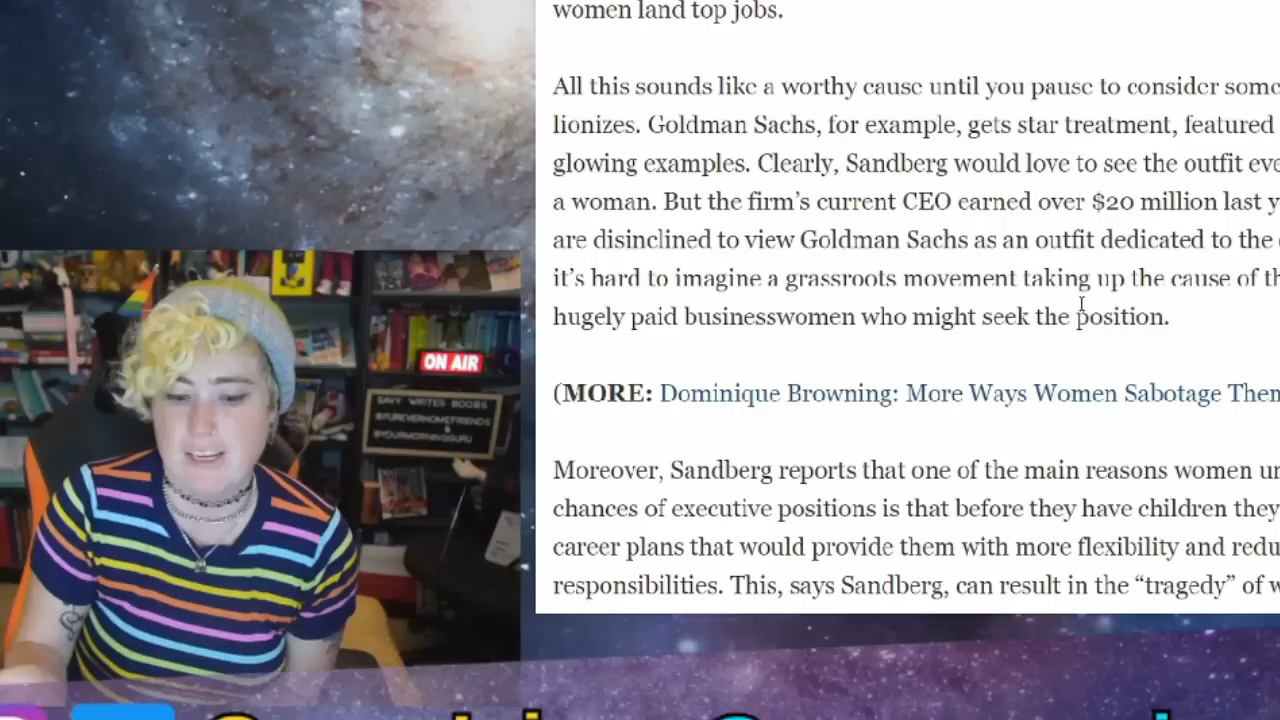 women land top jobs.
All this sounds like a worthy cause until you pause to consider some
lionizes. Goldman Sachs, for example, gets star treatment, featured
glowing examples. Clearly, Sandberg would love to see the outfit eve
a woman. But the firm's current CEO earned over $20 million last y
are disinclined to view Goldman Sachs as an outfit dedicated to the
it's hard to imagine a grassroots movement taking up the cause of th
hugely paid businesswomen who might seek the position.
(MORE: Dominique Browning: More Ways Women Sabotage Them
Moreover, Sandberg reports that one of the main reasons women un
chances of executive positions is that before they have children they
career plans that would provide them with more flexibility and redu
responsibilities. This, says Sandberg, can result in the “tragedy” of w
ON AIR
SAVY WRITES BOOBS
@FUREVERHOMEFRIENDS
&
@YOURMORNINGGURU